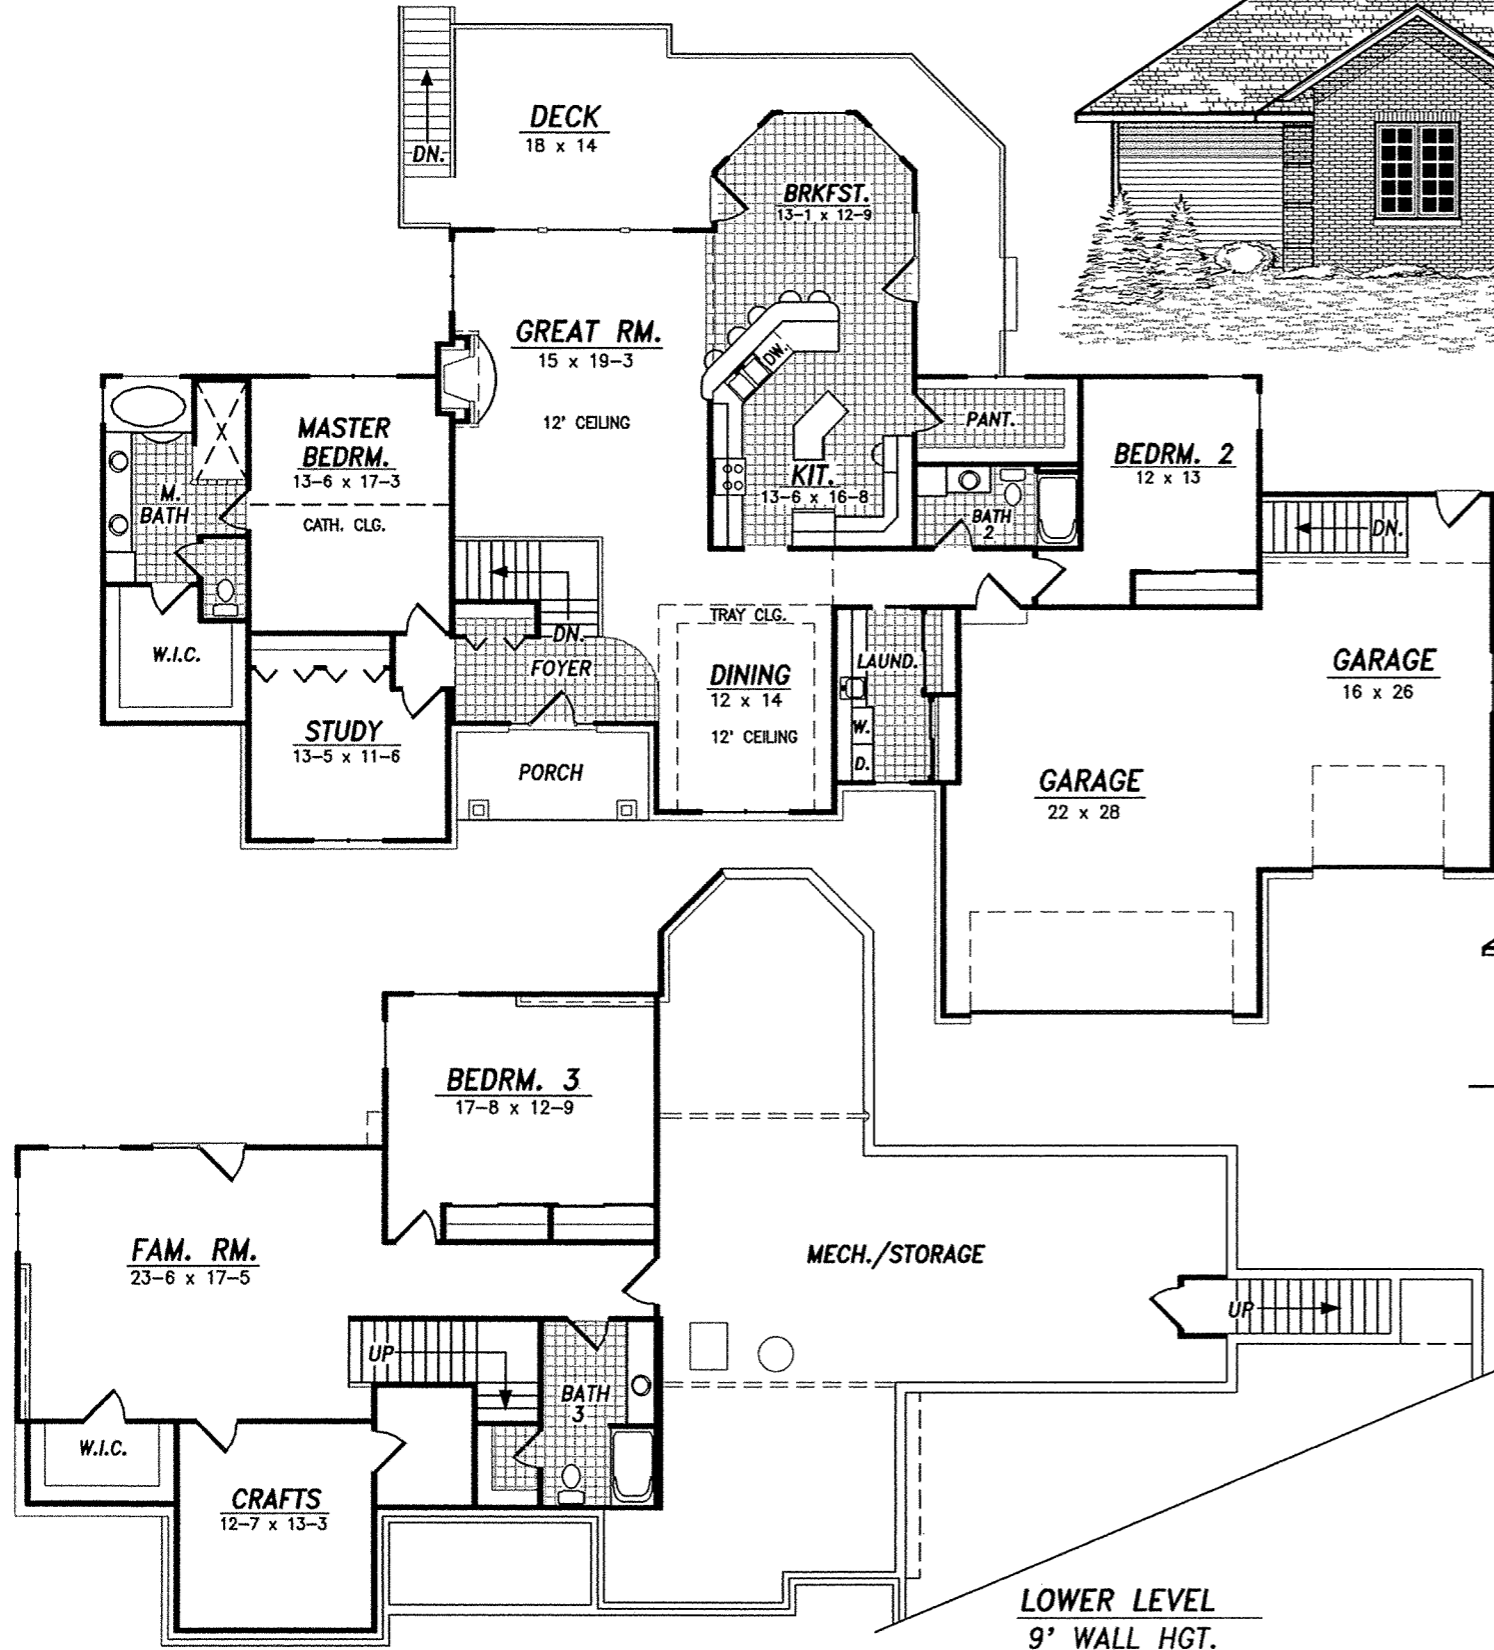 DECK
18 x 14
DN.
BRKFST.
13-1 x 12-9
GREAT RM.
15 x 19-3
12' CEILING
DW.
MASTER
BEDRM.
13-6 x 17-3
CATH. CLG.
M.
BATH
W.I.C.
PANT.
KIT.
13-6 x 16-8
BATH
2
BEDRM. 2
12 x 13
DN.
DN.
FOYER
TRAY CLG.
DINING
12 x 14
12' CEILING
LAUND.
W.
D.
STUDY
13-5 x 11-6
PORCH
GARAGE
16 x 26
GARAGE
22 x 28
BEDRM. 3
17-8 x 12-9
FAM. RM.
23-6 x 17-5
MECH./STORAGE
UP
UP
BATH
3
W.I.C.
CRAFTS
12-7 x 13-3
LOWER LEVEL
9' WALL HGT.